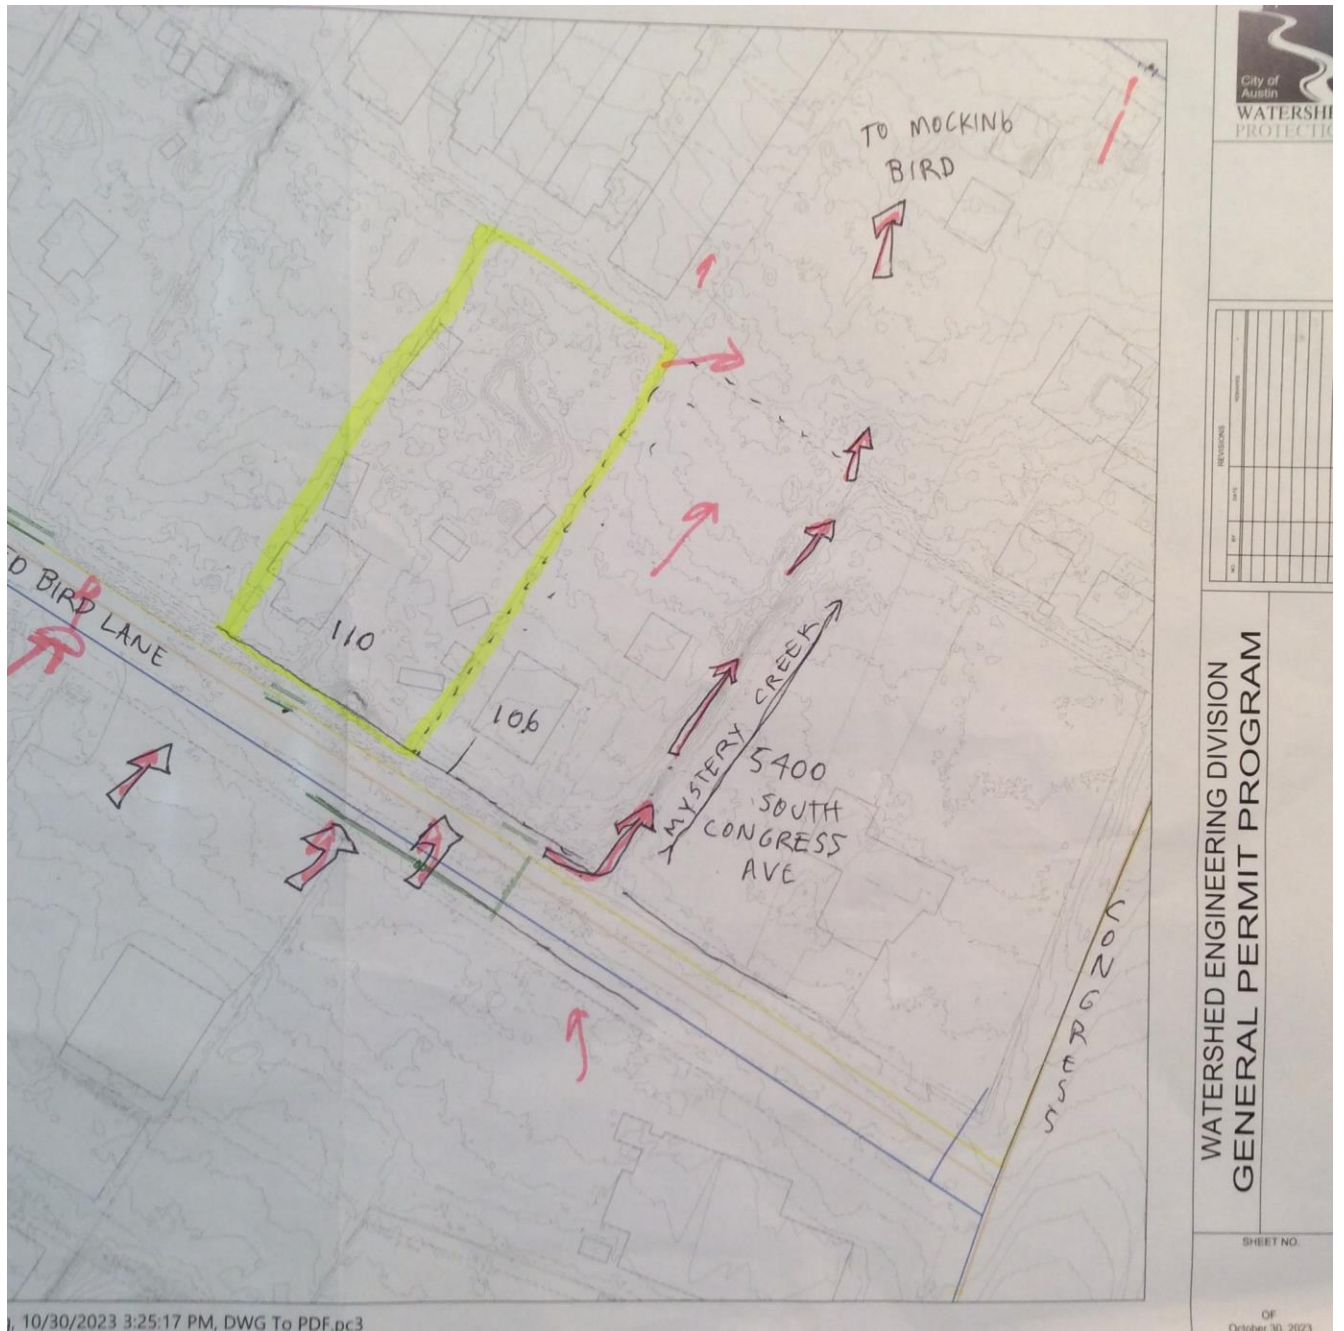 City of
Austin
WATERSHE
PROTECTIO
TO MOCKING
BIRD
REVISIONS
D BIRD LANE
110
106
MYSTERY CREEK
5400
SOUTH
CONGRESS
AVE
CONGRESS
WATERSHED ENGINEERING DIVISION
GENERAL PERMIT PROGRAM
SHEET NO.
OF
October 30, 2023
, 10/30/2023 3:25:17 PM, DWG To PDF.pc3